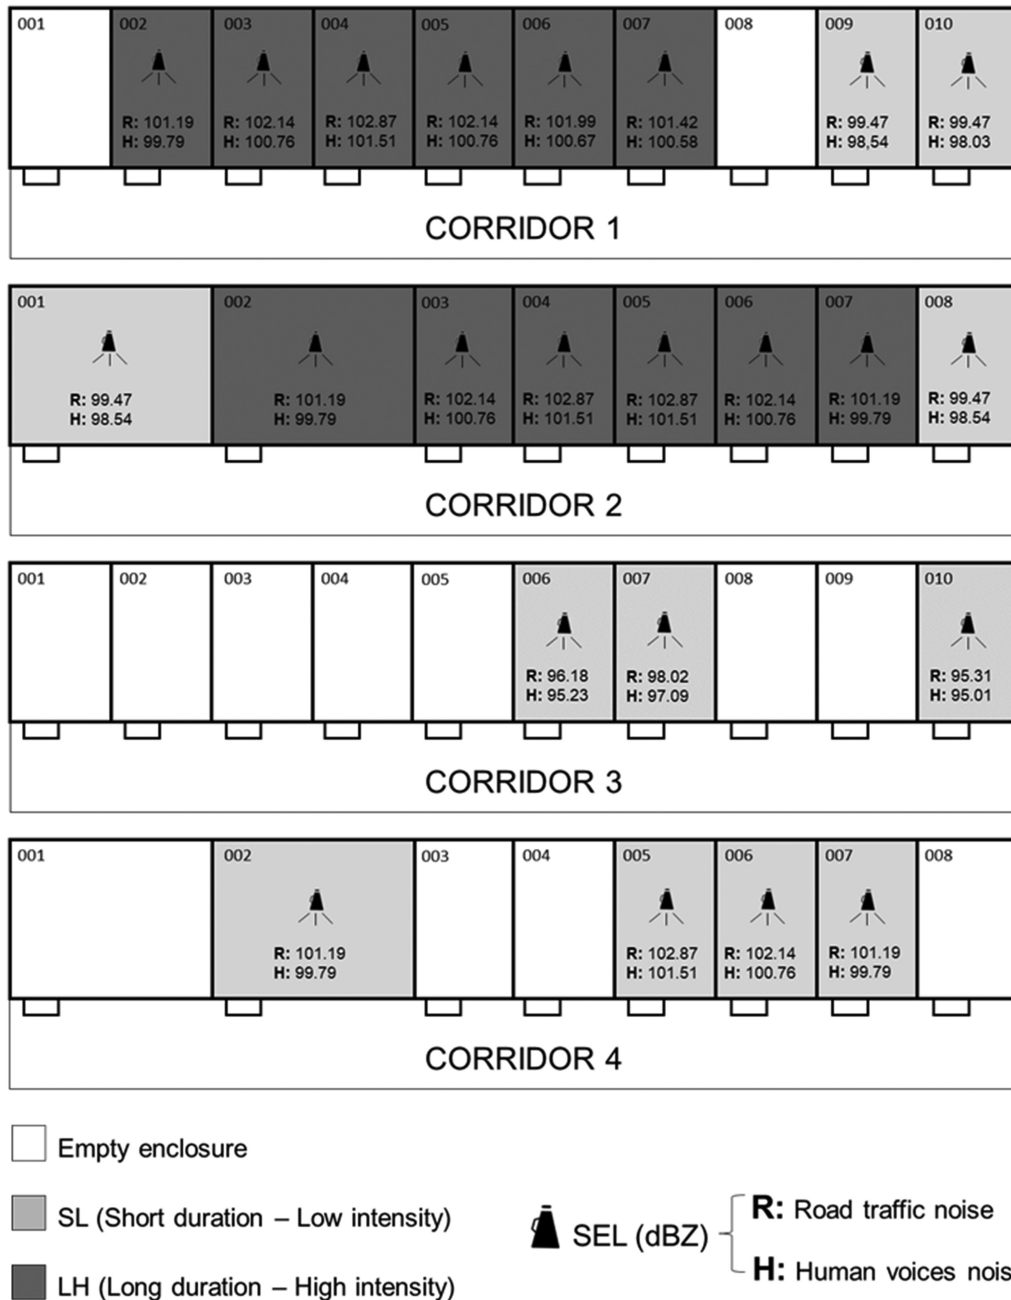 001 002 003 004 005 006 007 008 009 010
R: 101.19 R: 102.14 R: 102.87 R: 102.14 R: 101.99 R: 101.42 R: 99.47 R: 99.47
H: 99.79 H: 100.76 H: 101.51 H: 100.76 H: 100.67 H: 100.58 H: 98,54 H: 98.03
CORRIDOR 1
001 002 003 004 005 006 007 008
R: 99.47 R: 101.19 R: 102.14 R: 102.87 R: 102.87 R: 102.14 R: 101.19 R: 99.47
H: 98.54 H: 99.79 H: 100.76 H: 101.51 H: 101.51 H: 100.76 H: 99.79 H: 98.54
CORRIDOR 2
001 002 003 004 005 006 007 008 009 010
R: 96.18 R: 98.02 R: 95.31
H: 95.23 H: 97.09 H: 95.01
CORRIDOR 3
001 002 003 004 005 006 007 008
R: 101.19 R: 102.87 R: 102.14 R: 101.19
H: 99.79 H: 101.51 H: 100.76 H: 99.79
CORRIDOR 4
Empty enclosure
SL (Short duration – Low intensity)
LH (Long duration – High intensity)
SEL (dBZ)
R: Road traffic noise
H: Human voices nois